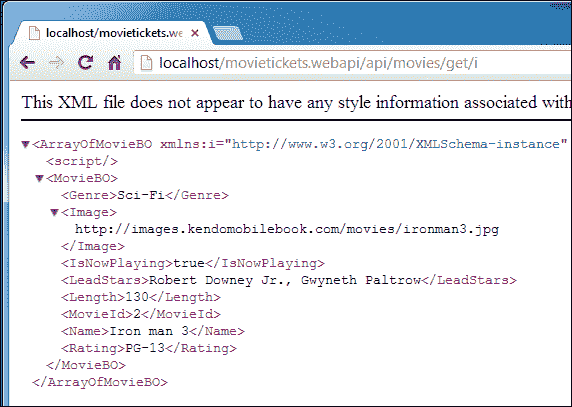 localhost/movietickets.we
localhost/movietickets.webapi/api/movies/get/i
This XML file does not appear to have any style information associated with
<ArrayOfMovieBO xmlns:i="http://www.w3.org/2001/XMLSchema-instance"
<script/>
<MovieBO>
<Genre>Sci-Fi</Genre>
<Image>
http://images.kendomobilebook.com/movies/ironman3.jpg
</Image>
<IsNowPlaying>true</IsNowPlaying>
<LeadStars>Robert Downey Jr., Gwyneth Paltrow</LeadStars>
<Length>130</Length>
<MovieId>2</MovieId>
<Name>Iron man 3</Name>
<Rating>PG-13</Rating>
</MovieBO>
</ArrayOfMovieBO>